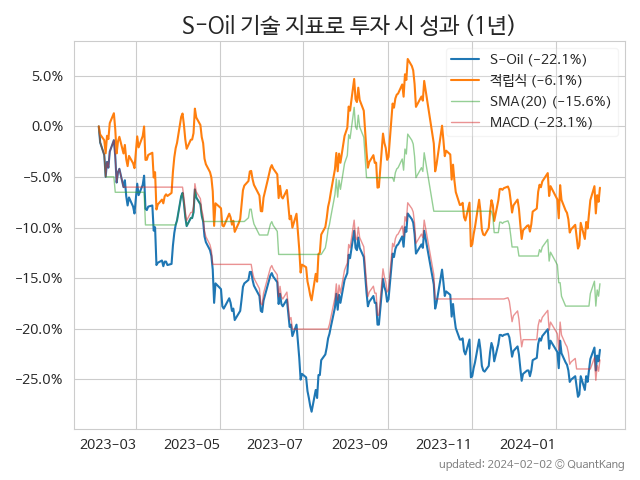 S-Oil 기술 지표로 투자 시 성과 (1년)
S-Oil (-22.1%)
적립식 (-6.1%)
SMA(20) (-15.6%)
MACD (-23.1%)
5.0%
0.0%
-5.0%
-10.0%
-15.0%
-20.0%
-25.0%
2023-03 2023-05 2023-07 2023-09 2023-11 2024-01
updated: 2024-02-02 © QuantKang